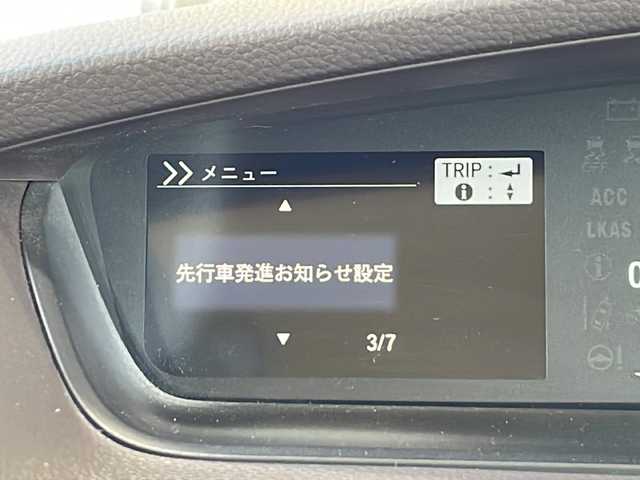 >> メニュー
TRIP : ↵
i : ▲▼
▲
先行車発進お知らせ設定
▼
3/7
ACC
LKAS
0